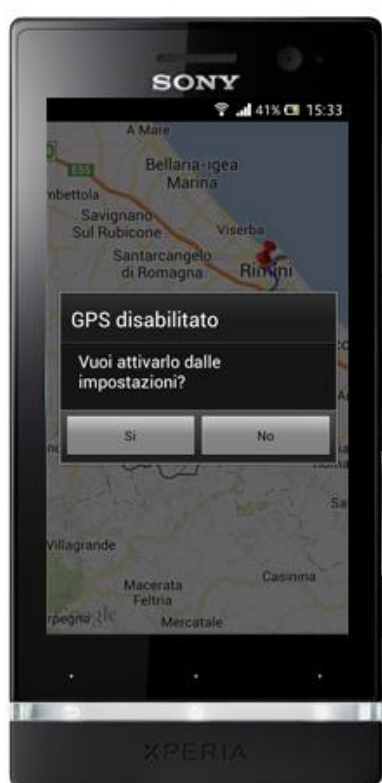 SONY
41% 15:33
A Mare
E55
Bellaria-igea
Marina
mbettola
Savignano
Sul Rubicone
Viserba
Santarcangelo
di Romagna
Rimini
GPS disabilitato
Vuoi attivarlo dalle
impostazioni?
Si No
Villagrande
Casinina
Macerata
Feltria
Mercatale
XPERIA